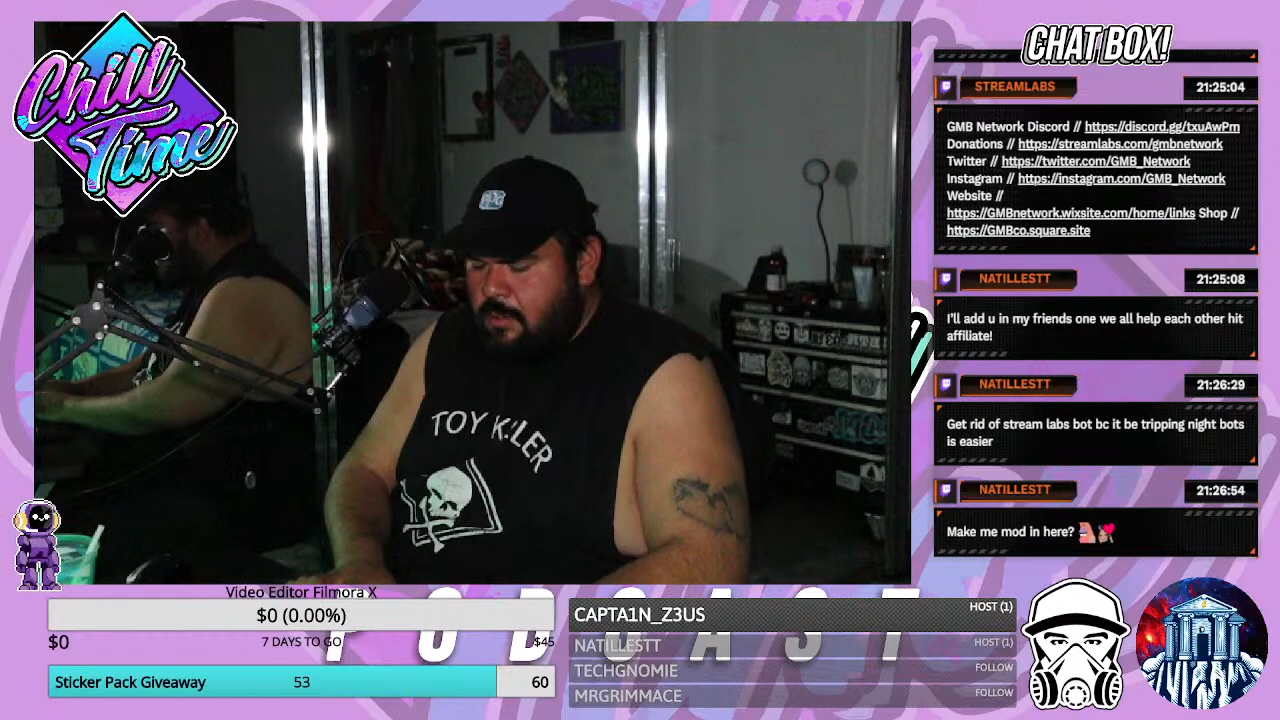 Chill
Time
CHAT BOX!
STREAMLABS
21:25:04
GMB Network Discord // https://discord.gg/txuAwPm
Donations // https://streamlabs.com/gmbnetwork
Twitter // https://twitter.com/GMB_Network
Instagram // https://instagram.com/GMB_Network
Website //
https://GMBnetwork.wixsite.com/home/links Shop //
https://GMBco.square.site
NATILLESTT
21:25:08
I'll add u in my friends one we all help each other hit
affiliate!
NATILLESTT
21:26:29
Get rid of stream labs bot bc it be tripping night bots
is easier
NATILLESTT
21:26:54
Make me mod in here?
PPG
TOY KILLER
Video Editor Filmora X
$0 (0.00%)
$0
7 DAYS TO GO
$45
Sticker Pack Giveaway
53
60
PODCAST
CAPTA1N_Z3US
HOST (1)
NATILLESTT
HOST (1)
TECHGNOMIE
FOLLOW
MRGRIMMACE
FOLLOW